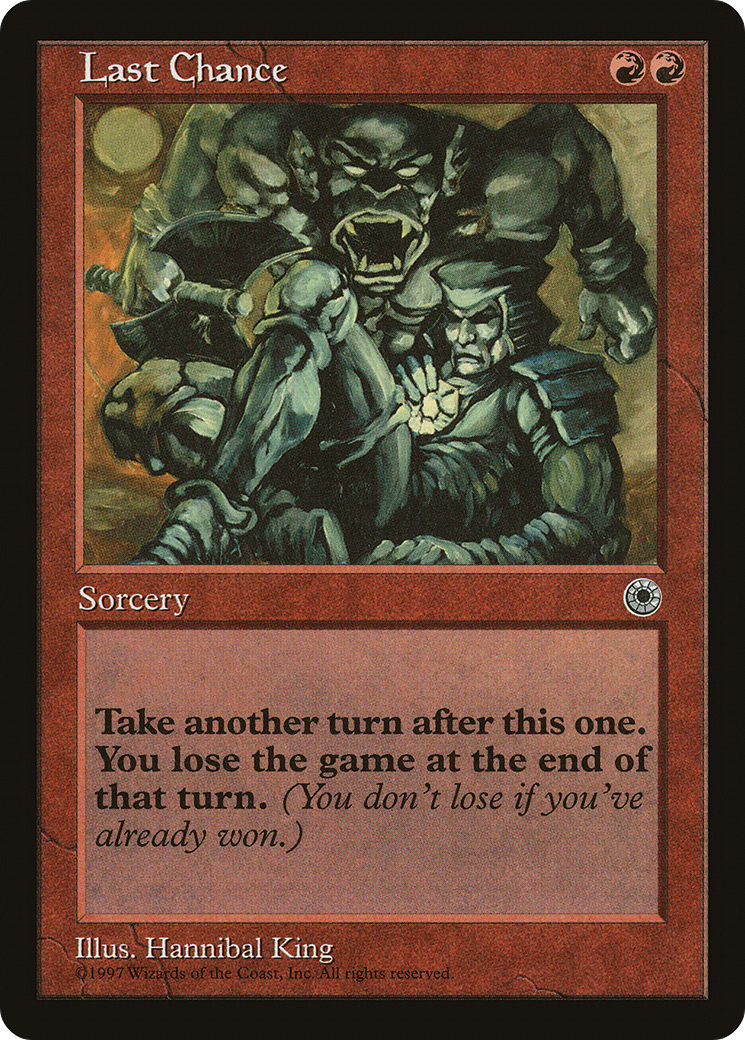 Last Chance
Sorcery
Take another turn after this one.
You lose the game at the end of
that turn. (You don't lose if you've
already won.)
Illus. Hannibal King
©1997 Wizards of the Coast, Inc. All rights reserved.